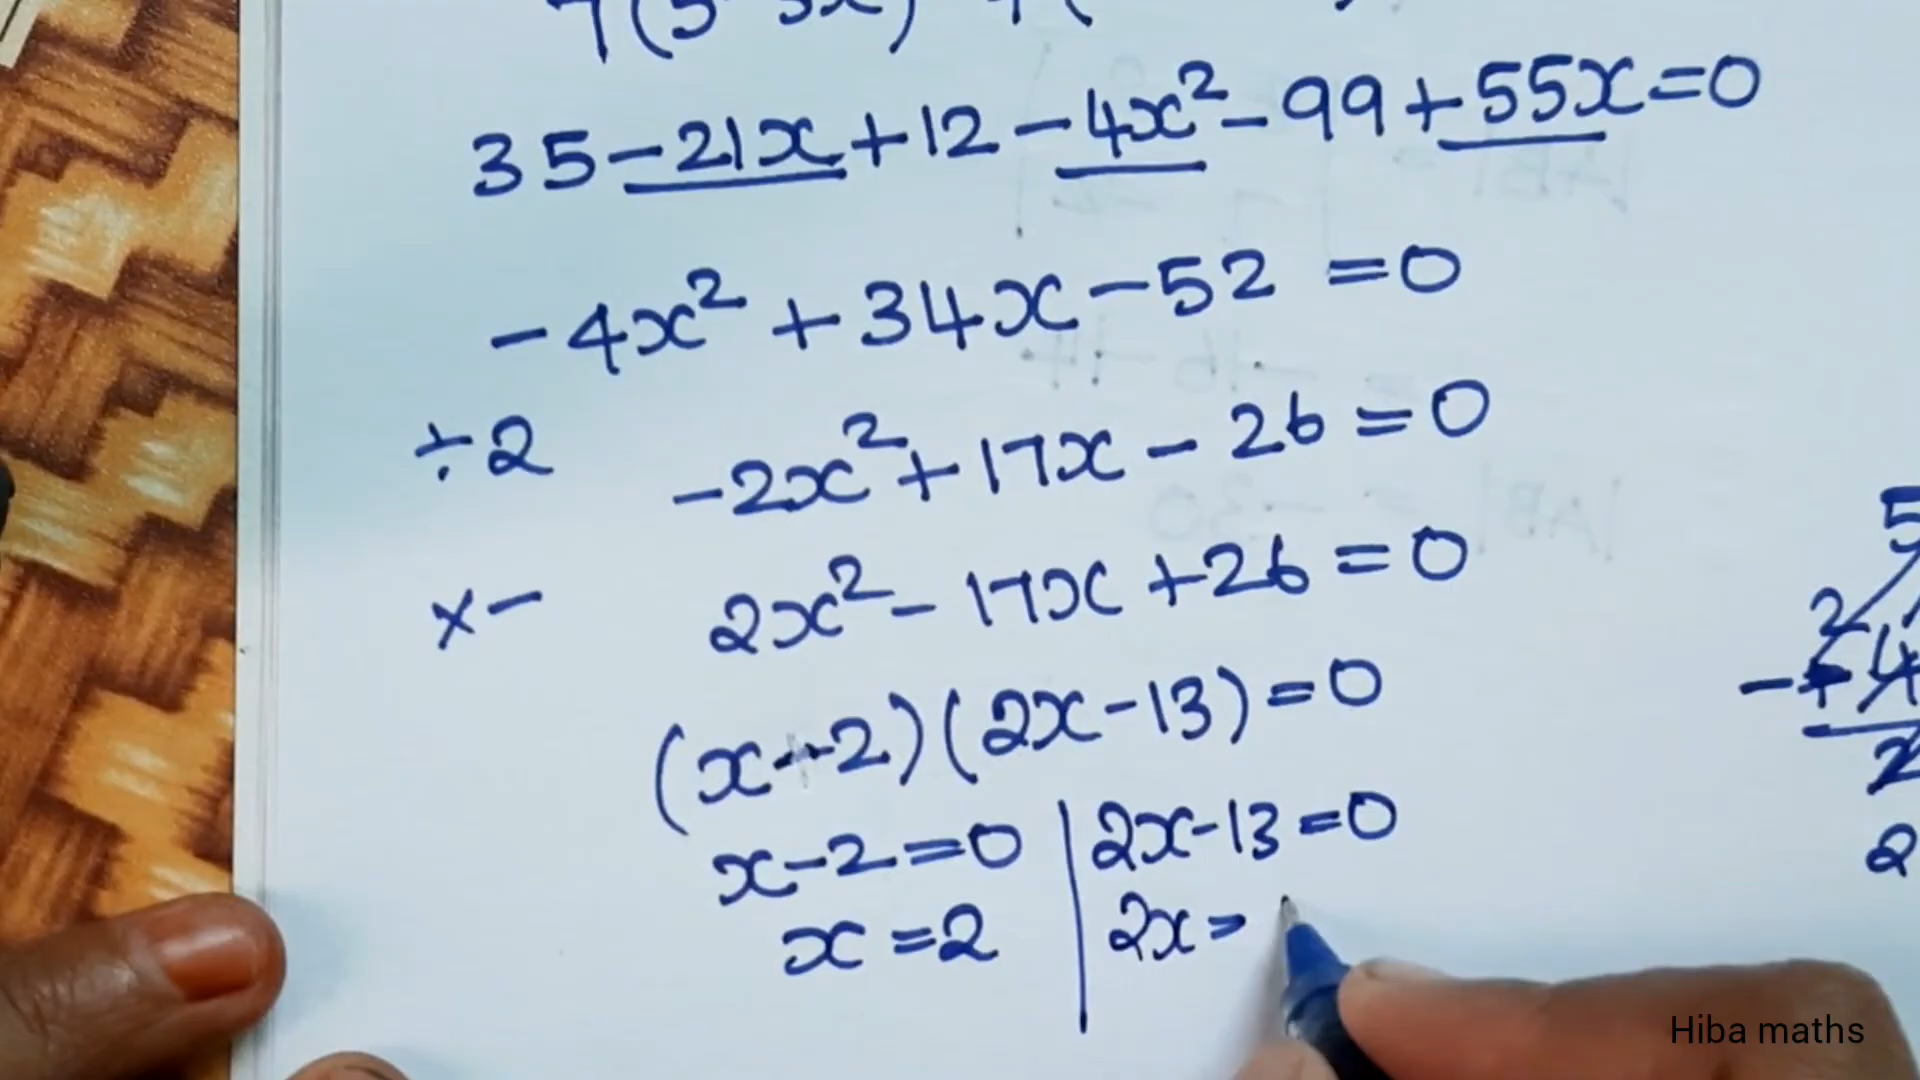 35-21x+12-4x²-99+55x=0
-4x²+34x-52=0
÷2 -2x²+17x-26=0
×- 2x²-17x+26=0
(x-2)(2x-13)=0
x-2=0 | 2x-13=0
x=2 | 2x=
Hiba maths